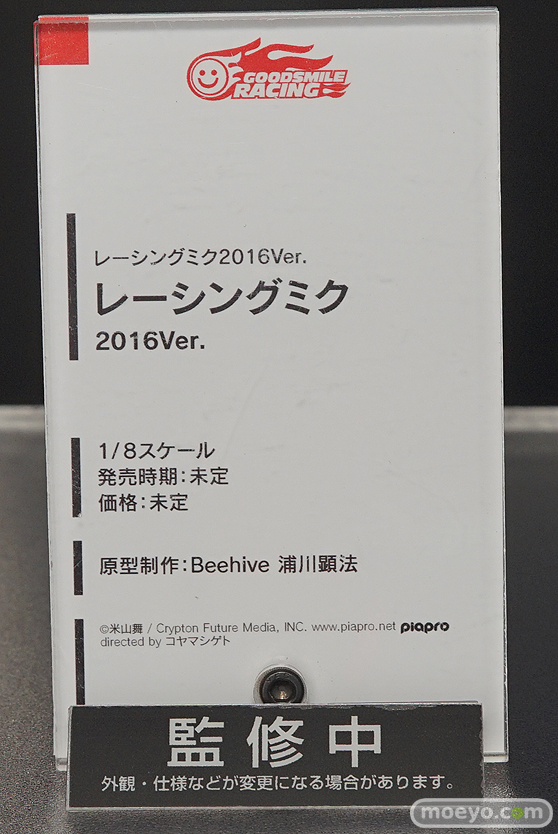 GOODSMILE
RACING
レーシングミク2016Ver.
レーシングミク
2016Ver.
1/8スケール
発売時期:未定
価格:未定
原型制作:Beehive 浦川顕法
©米山舞 / Crypton Future Media, INC. www.piapro.net piapro
directed by コヤマシゲト
監修中
外観・仕様などが変更になる場合があります。
moeyo.com